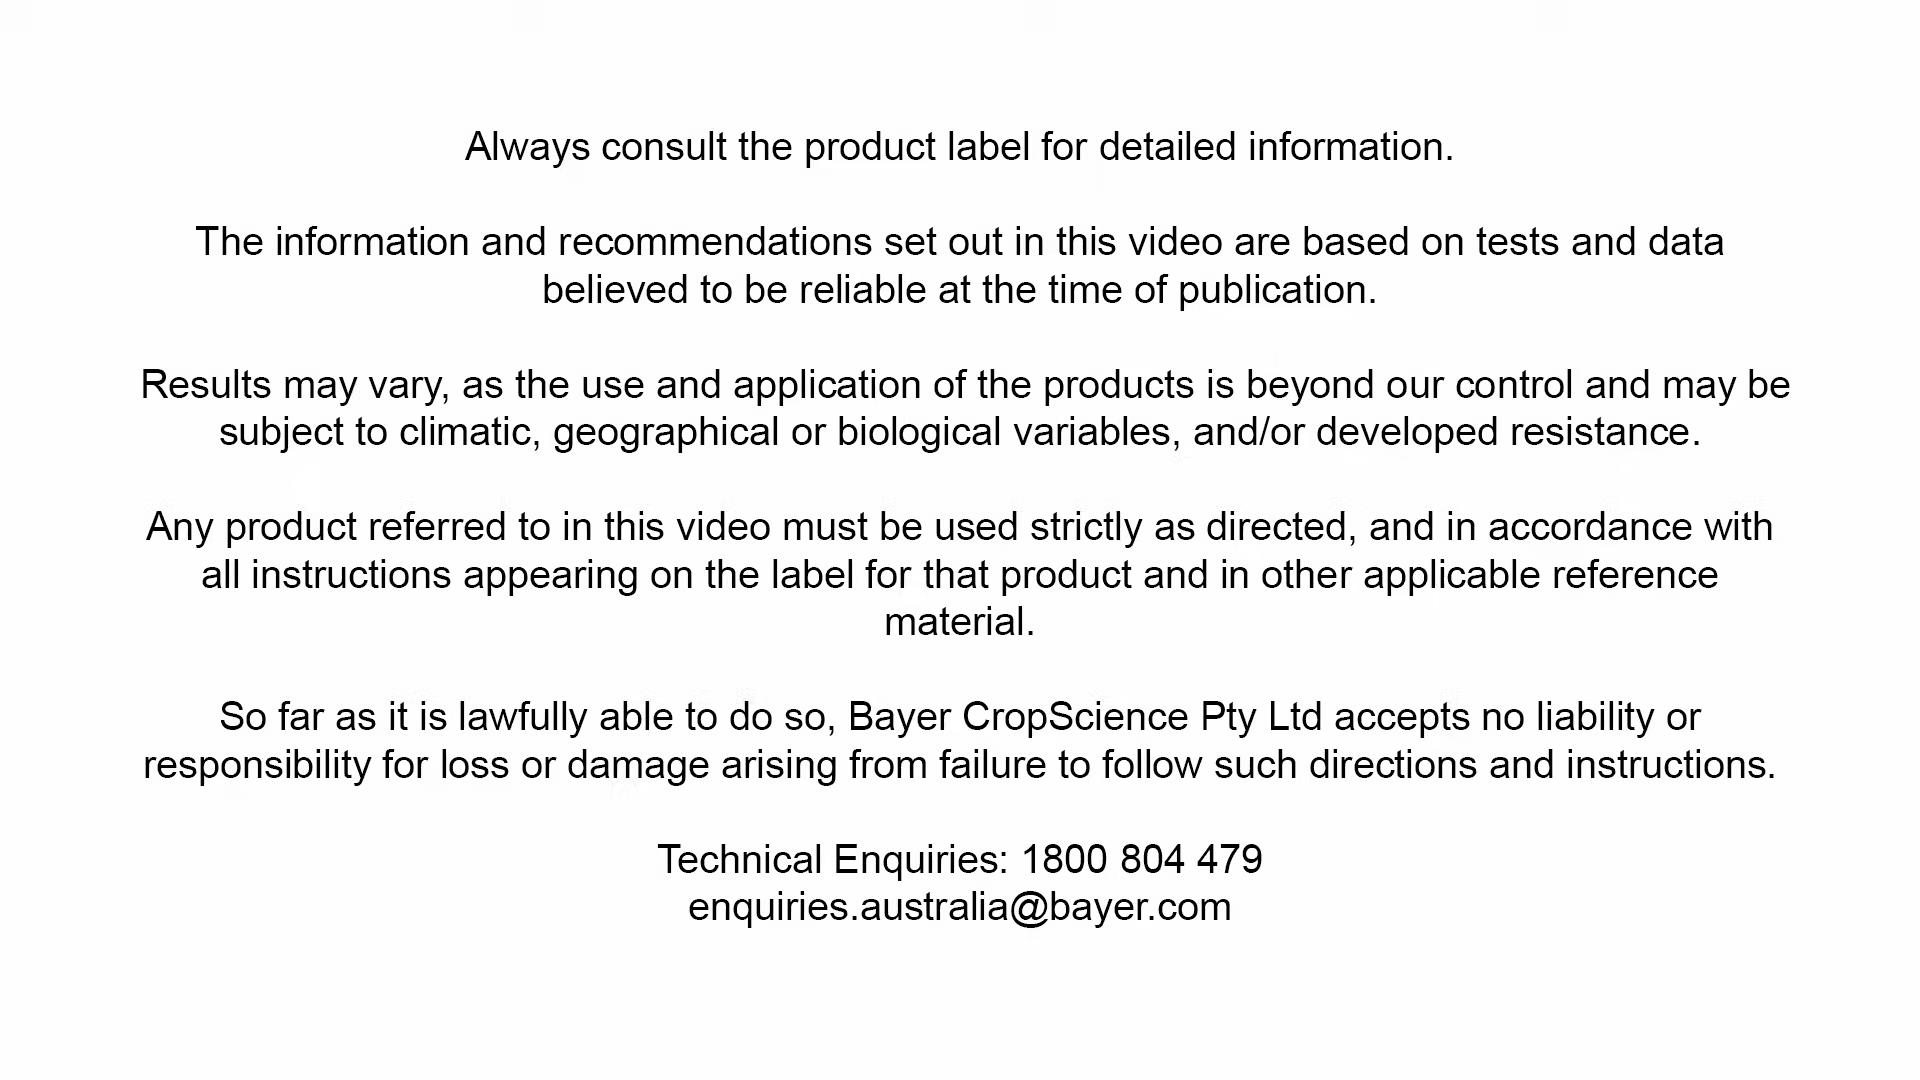 Always consult the product label for detailed information.
The information and recommendations set out in this video are based on tests and data
believed to be reliable at the time of publication.
Results may vary, as the use and application of the products is beyond our control and may be
subject to climatic, geographical or biological variables, and/or developed resistance.
Any product referred to in this video must be used strictly as directed, and in accordance with
all instructions appearing on the label for that product and in other applicable reference
material.
So far as it is lawfully able to do so, Bayer CropScience Pty Ltd accepts no liability or
responsibility for loss or damage arising from failure to follow such directions and instructions.
Technical Enquiries: 1800 804 479
enquiries.australia@bayer.com